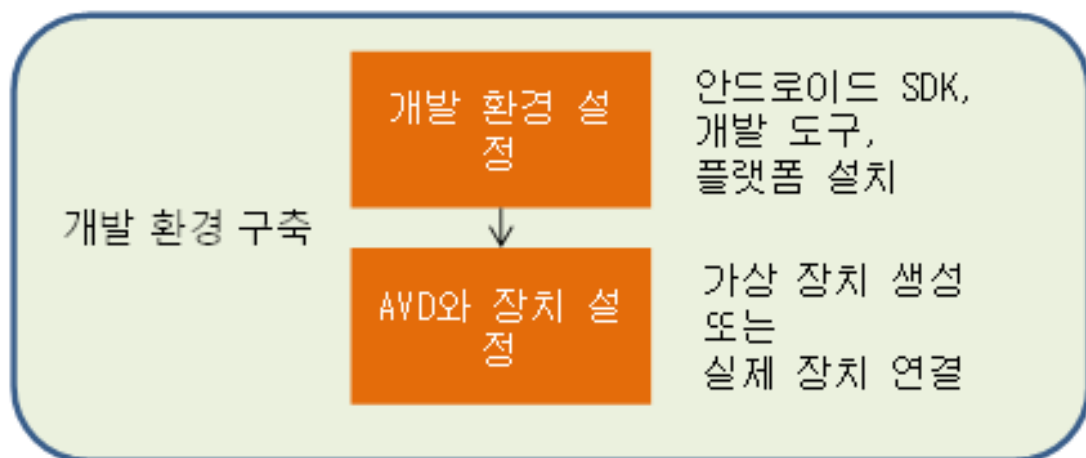 개발 환경 설
정
안드로이드 SDK,
개발 도구,
플랫폼 설치
개발 환경 구축
AVD와 장치 설
정
가상 장치 생성
또는
실제 장치 연결